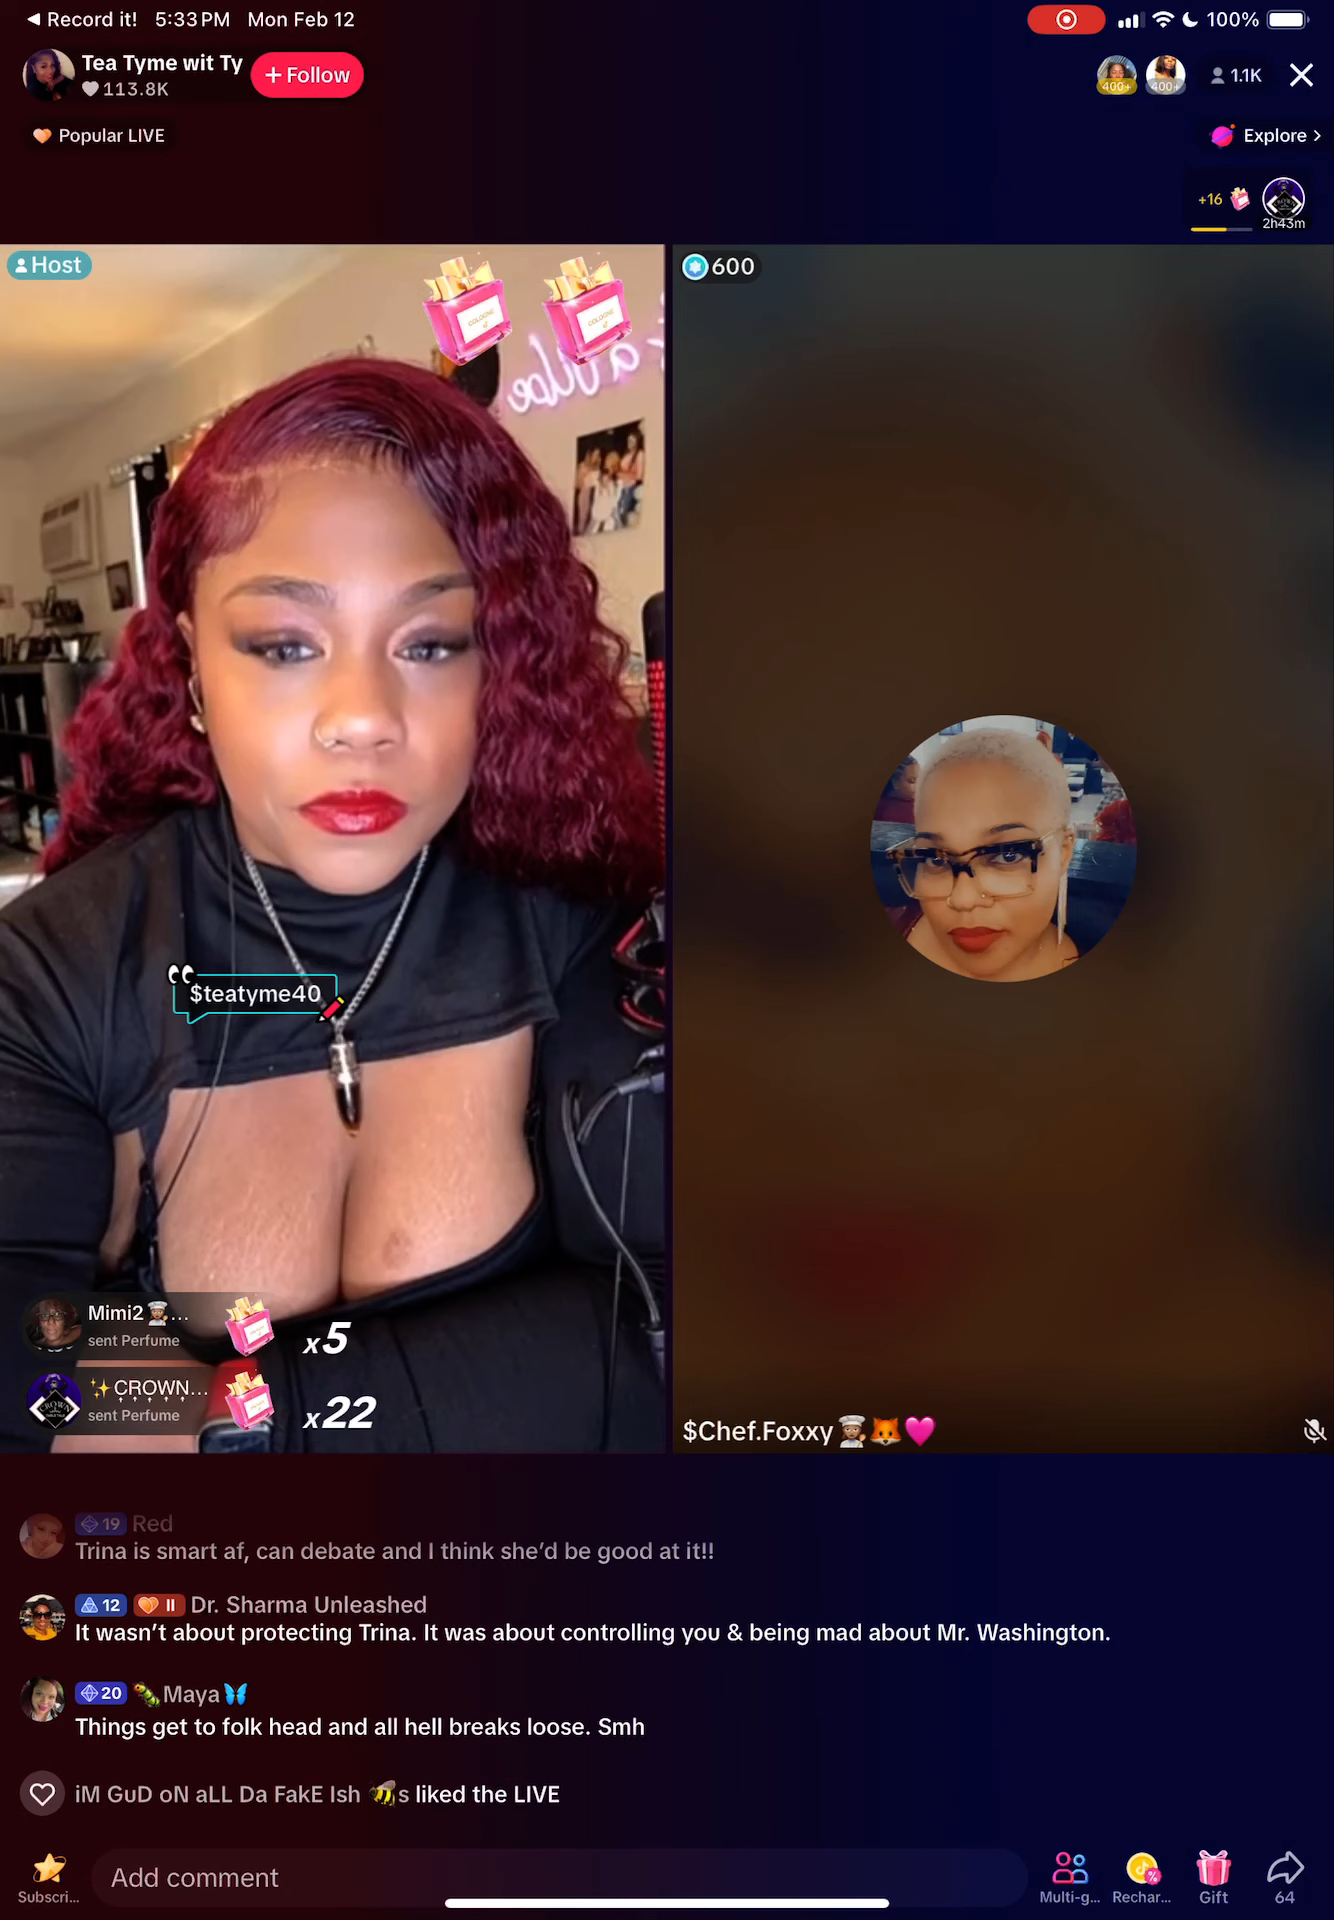 Record it! 5:33 PM Mon Feb 12
100%
Tea Tyme wit Ty
113.8K
+ Follow
400+
400+
1.1K
Popular LIVE
Explore >
+16
2h43m
Host
COLOGNE
COLOGNE
600
$teatyme40
Mimi2 👩🏽‍🍳...
sent Perfume
x5
✨CROWN...
sent Perfume
x22
$Chef.Foxxy👩🏽‍🍳🦊🩷
19 Red
Trina is smart af, can debate and I think she'd be good at it!!
12 II Dr. Sharma Unleashed
It wasn't about protecting Trina. It was about controlling you & being mad about Mr. Washington.
20 🐛Maya🦋
Things get to folk head and all hell breaks loose. Smh
iM GuD oN aLL Da FakE Ish 🐝s liked the LIVE
Subscri...
Add comment
Multi-g...
Rechar...
Gift
64